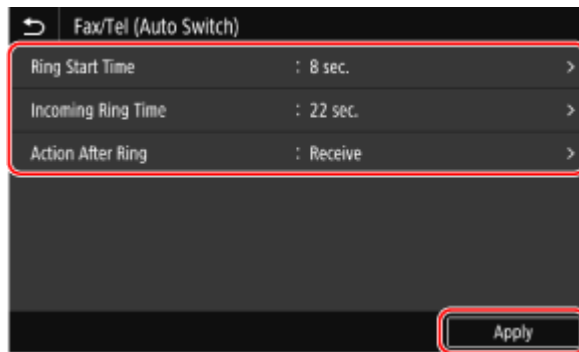 Fax/Tel (Auto Switch)
Ring Start Time : 8 sec. >
Incoming Ring Time : 22 sec. >
Action After Ring : Receive >
Apply